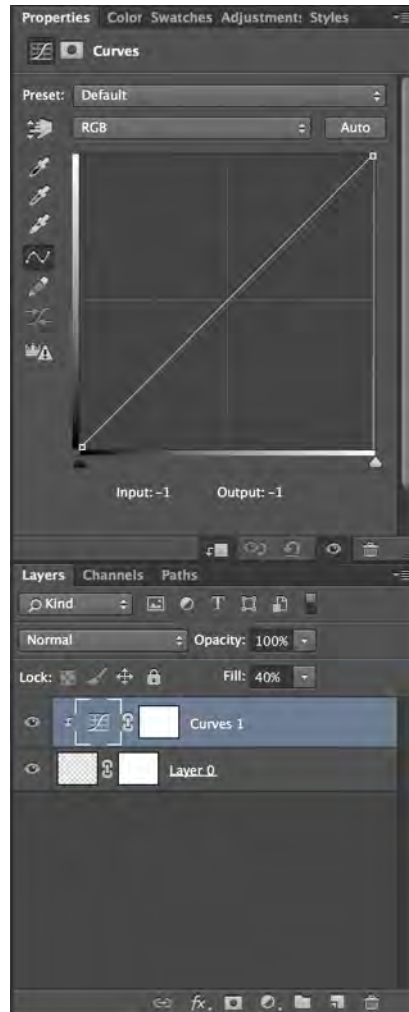 Properties Color Swatches Adjustment: Styles
Curves
Preset: Default
RGB Auto
Input: -1 Output: -1
Layers Channels Paths
Kind T
Normal Opacity: 100%
Lock: Fill: 40%
Curves 1
Layer 0
fx.